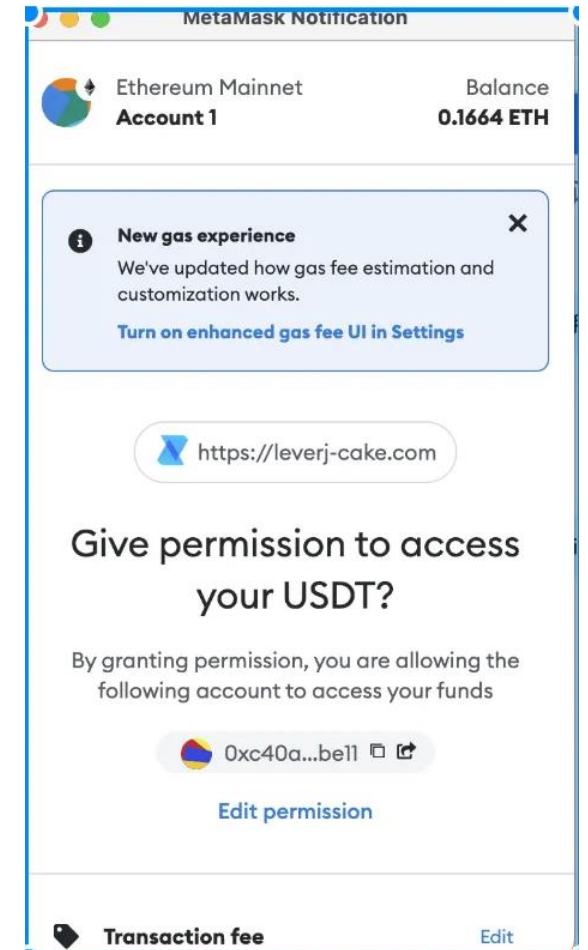 MetaMask Notification
Ethereum Mainnet
Balance
Account 1
0.1664 ETH
New gas experience
We've updated how gas fee estimation and
customization works.
Turn on enhanced gas fee UI in Settings
https://leverj-cake.com
Give permission to access
your USDT?
By granting permission, you are allowing the
following account to access your funds
0xc40a...be11
Edit permission
Transaction fee
Edit